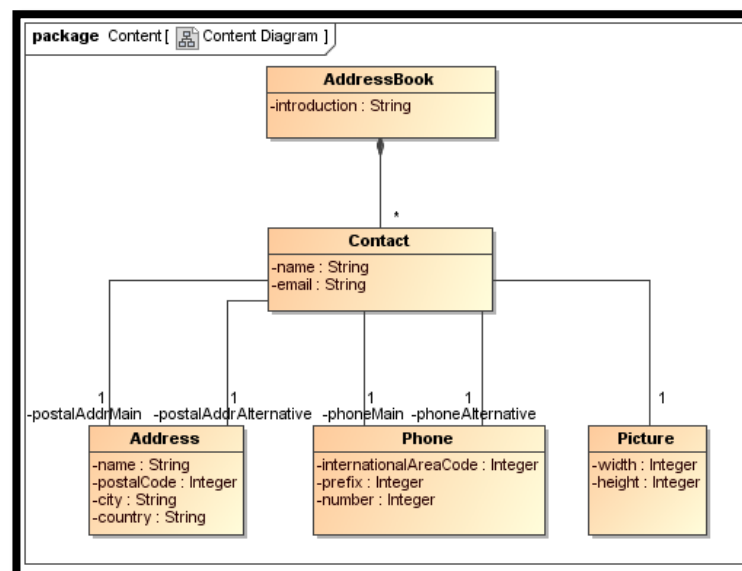 package Content [ Content Diagram ]
AddressBook
-introduction : String
*
Contact
-name : String
-email : String
1 1 1 1 1
-postalAddrMain -postalAddrAlternative -phoneMain -phoneAlternative
Address
-name : String
-postalCode : Integer
-city : String
-country : String
Phone
-internationalAreaCode : Integer
-prefix : Integer
-number : Integer
Picture
-width : Integer
-height : Integer